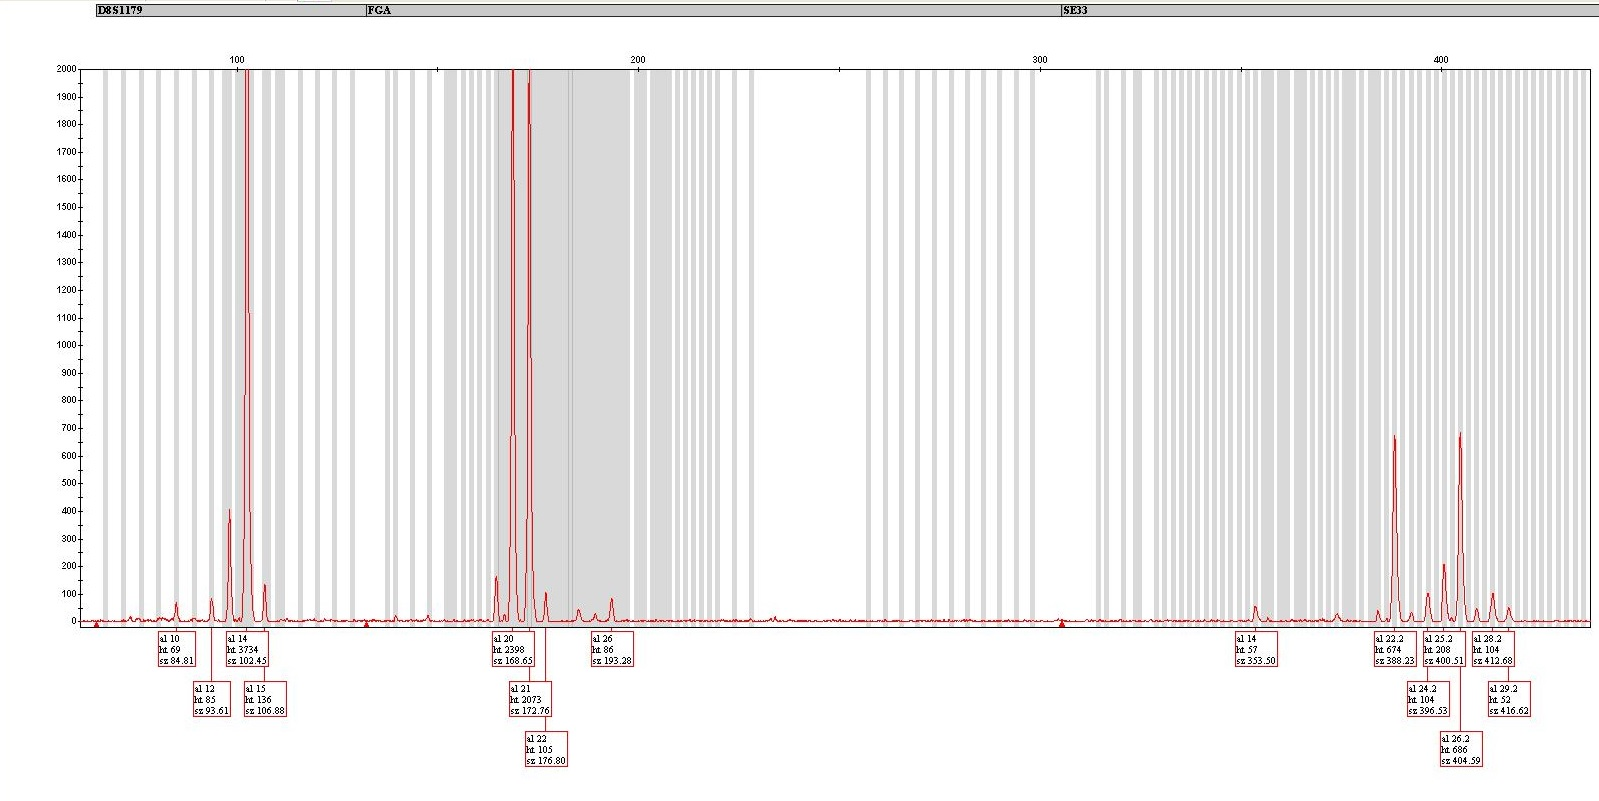 D8S1179 FGA SE33
100 200 300 400
2000
1900
1800
1700
1600
1500
1400
1300
1200
1100
1000
900
800
700
600
500
400
300
200
100
0
al 10
ht 69
sz 84.81
al 14
ht 3734
sz 102.45
al 20
ht 2398
sz 168.65
al 26
ht 86
sz 193.28
al 14
ht 57
sz 353.50
al 22.2
ht 674
sz 388.23
al 25.2
ht 208
sz 400.51
al 28.2
ht 104
sz 412.68
al 12
ht 85
sz 93.61
al 15
ht 136
sz 106.88
al 21
ht 2073
sz 172.76
al 24.2
ht 104
sz 396.53
al 29.2
ht 52
sz 416.62
al 22
ht 105
sz 176.80
al 26.2
ht 686
sz 404.59